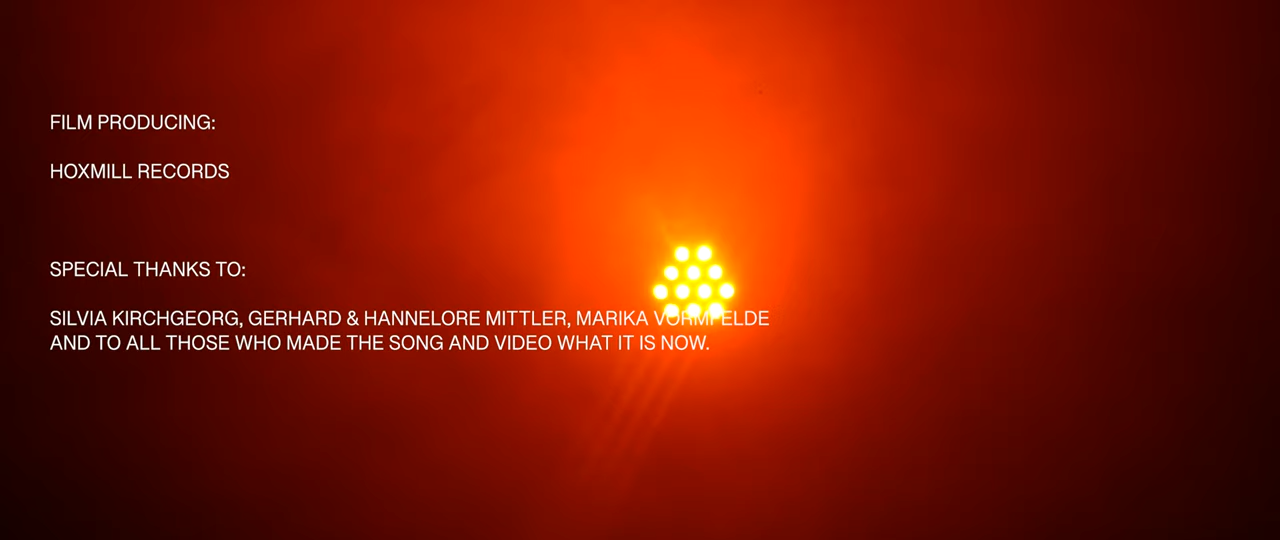 FILM PRODUCING:
HOXMILL RECORDS
SPECIAL THANKS TO:
SILVIA KIRCHGEORG, GERHARD & HANNELORE MITTLER, MARIKA VORMFELDE
AND TO ALL THOSE WHO MADE THE SONG AND VIDEO WHAT IT IS NOW.